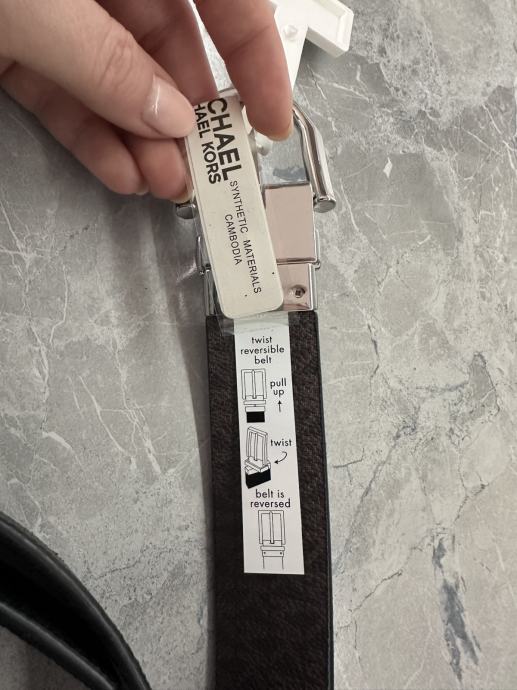 CHAEL
HAEL KORS
SYNTHETIC MATERIALS
CAMBODIA
twist
reversible
belt
pull
up
twist
belt is
reversed